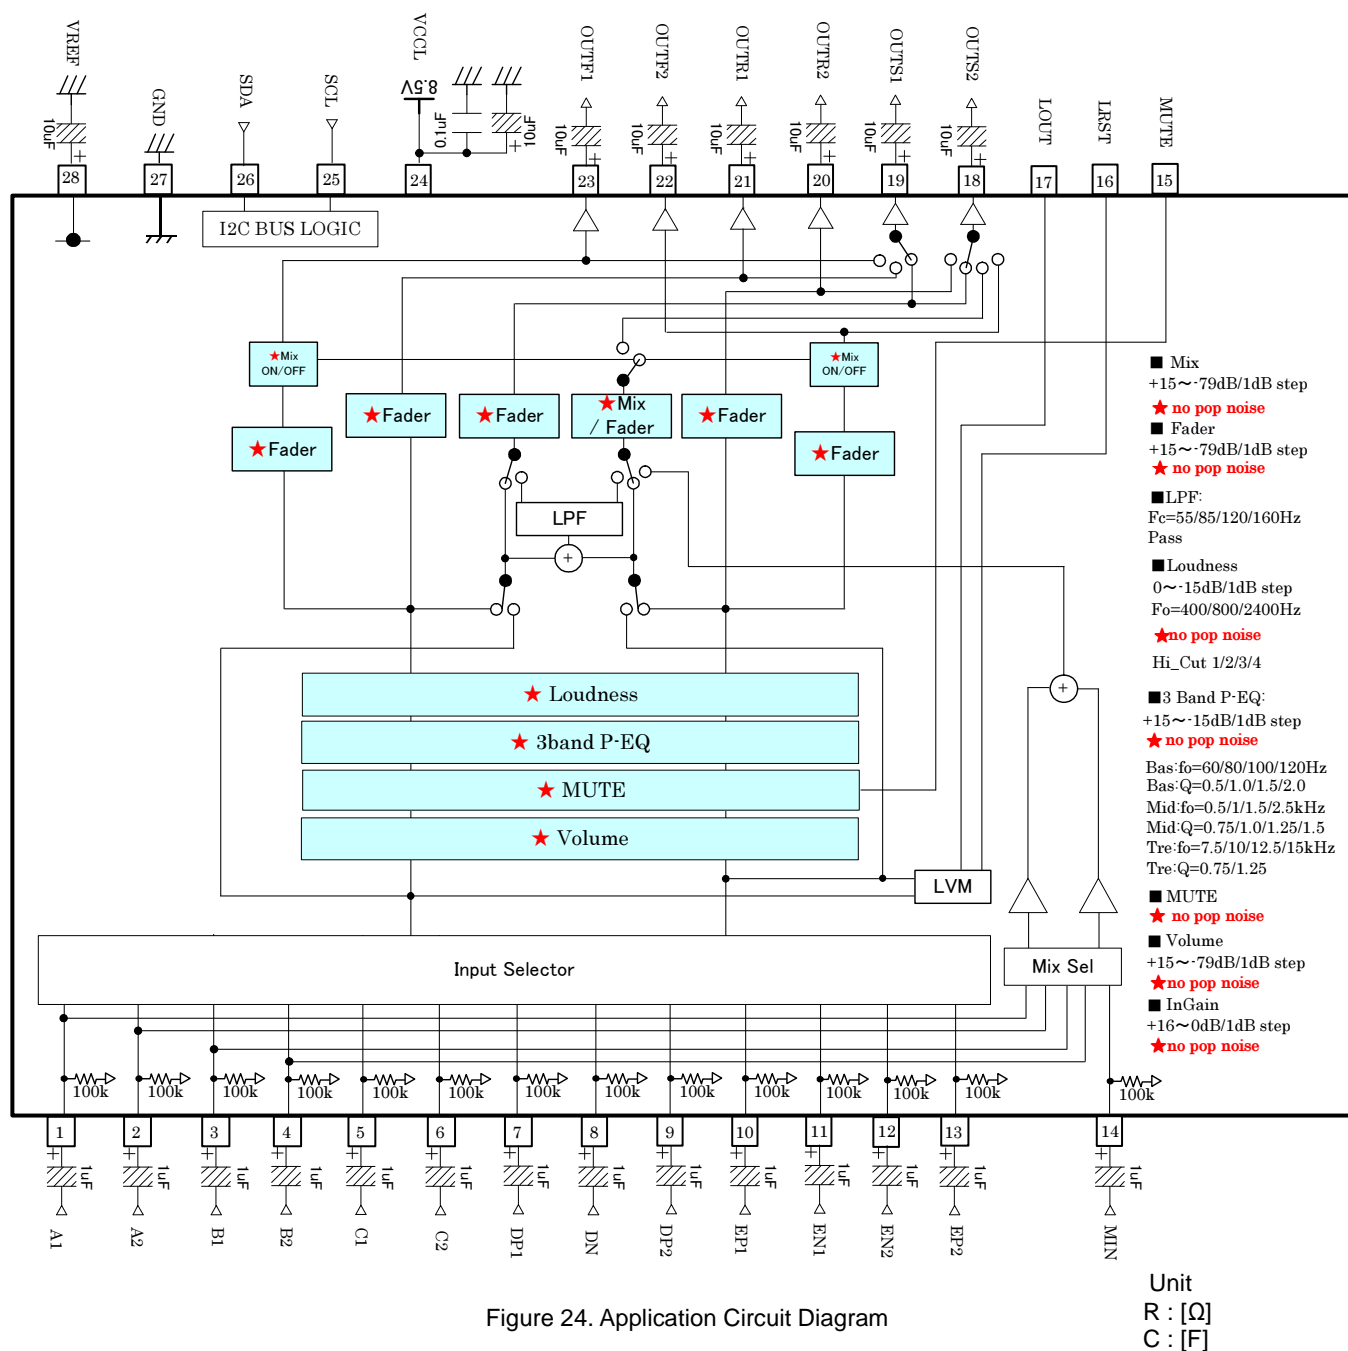 VREF
GND
SDA
SCL
VCCL
OUTF1
OUTF2
OUTR1
OUTR2
OUTS1
OUTS2
LOUT
LRST
MUTE
8.5V
10uF
+
0.1uF
10uF
+
10uF
+
10uF
+
10uF
+
10uF
+
10uF
+
10uF
+
28
27
26
25
24
23
22
21
20
19
18
17
16
15
I2C BUS LOGIC
★Mix
ON/OFF
★Mix
ON/OFF
★Fader
★Fader
★Mix
/ Fader
★Fader
★Fader
★Fader
LPF
+
+
★ Loudness
★ 3band P-EQ
★ MUTE
★ Volume
LVM
Input Selector
Mix Sel
■ Mix
+15～-79dB/1dB step
★ no pop noise
■ Fader
+15～-79dB/1dB step
★ no pop noise
■LPF:
Fc=55/85/120/160Hz
Pass
■Loudness
0～-15dB/1dB step
Fo=400/800/2400Hz
★no pop noise
Hi_Cut 1/2/3/4
■3 Band P-EQ:
+15～-15dB/1dB step
★ no pop noise
Bas:fo=60/80/100/120Hz
Bas:Q=0.5/1.0/1.5/2.0
Mid:fo=0.5/1/1.5/2.5kHz
Mid:Q=0.75/1.0/1.25/1.5
Tre:fo=7.5/10/12.5/15kHz
Tre:Q=0.75/1.25
■ MUTE
★ no pop noise
■ Volume
+15～-79dB/1dB step
★no pop noise
■ InGain
+16～0dB/1dB step
★no pop noise
100k
100k
100k
100k
100k
100k
100k
100k
100k
100k
100k
100k
100k
100k
1
2
3
4
5
6
7
8
9
10
11
12
13
14
+
1uF
+
1uF
+
1uF
+
1uF
+
1uF
+
1uF
+
1uF
+
1uF
+
1uF
+
1uF
+
1uF
+
1uF
+
1uF
+
1uF
A1
A2
B1
B2
C1
C2
DP1
DN
DP2
EP1
EN1
EN2
EP2
MIN
Figure 24. Application Circuit Diagram
Unit
R : [Ω]
C : [F]